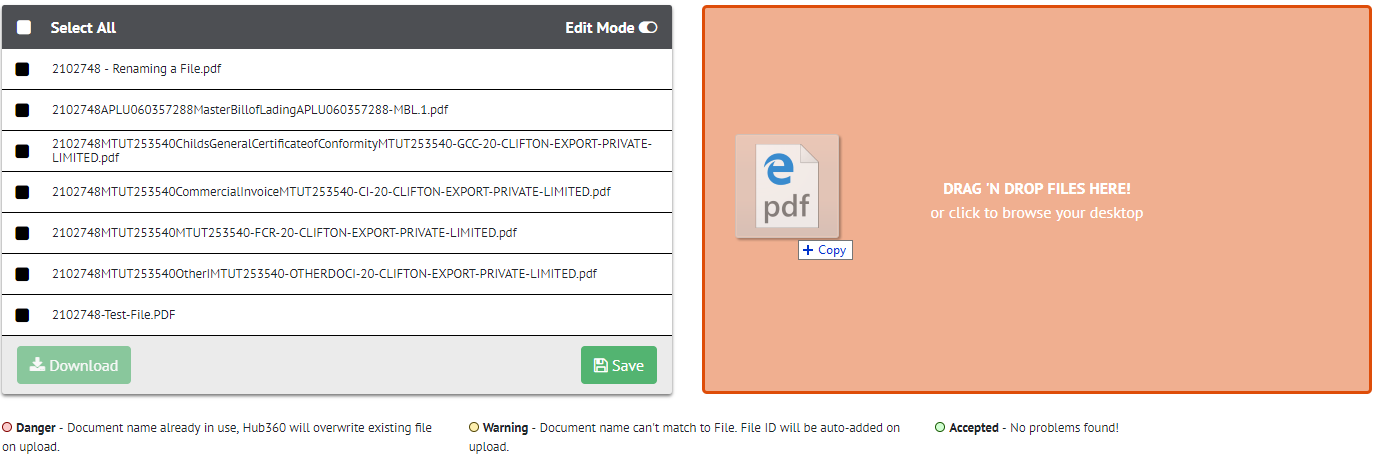 Select All
Edit Mode
2102748 - Renaming a File.pdf
2102748APLU060357288MasterBillofLadingAPLU060357288-MBL.1.pdf
2102748MTUT253540ChildsGeneralCertificateofConformityMTUT253540-GCC-20-CLIFTON-EXPORT-PRIVATE-
LIMITED.pdf
2102748MTUT253540CommercialInvoiceMTUT253540-CI-20-CLIFTON-EXPORT-PRIVATE-LIMITED.pdf
2102748MTUT253540MTUT253540-FCR-20-CLIFTON-EXPORT-PRIVATE-LIMITED.pdf
2102748MTUT253540OtherIMTUT253540-OTHERDOCI-20-CLIFTON-EXPORT-PRIVATE-LIMITED.pdf
2102748-Test-File.PDF
Download
Save
pdf
+ Copy
DRAG 'N DROP FILES HERE!
or click to browse your desktop
Danger - Document name already in use, Hub360 will overwrite existing file
on upload.
Warning - Document name can't match to File. File ID will be auto-added on
upload.
Accepted - No problems found!